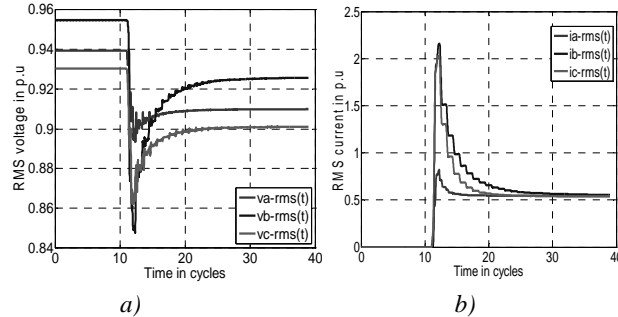 RMS voltage in p.u
0.96
0.94
0.92
0.9
0.88
0.86
0.84
0
10
20
30
40
va-rms(t)
vb-rms(t)
vc-rms(t)
Time in cycles
a)
RMS current in p.u
2.5
2
1.5
1
0.5
0
0
10
20
30
40
ia-rms(t)
ib-rms(t)
ic-rms(t)
Time in cycles
b)